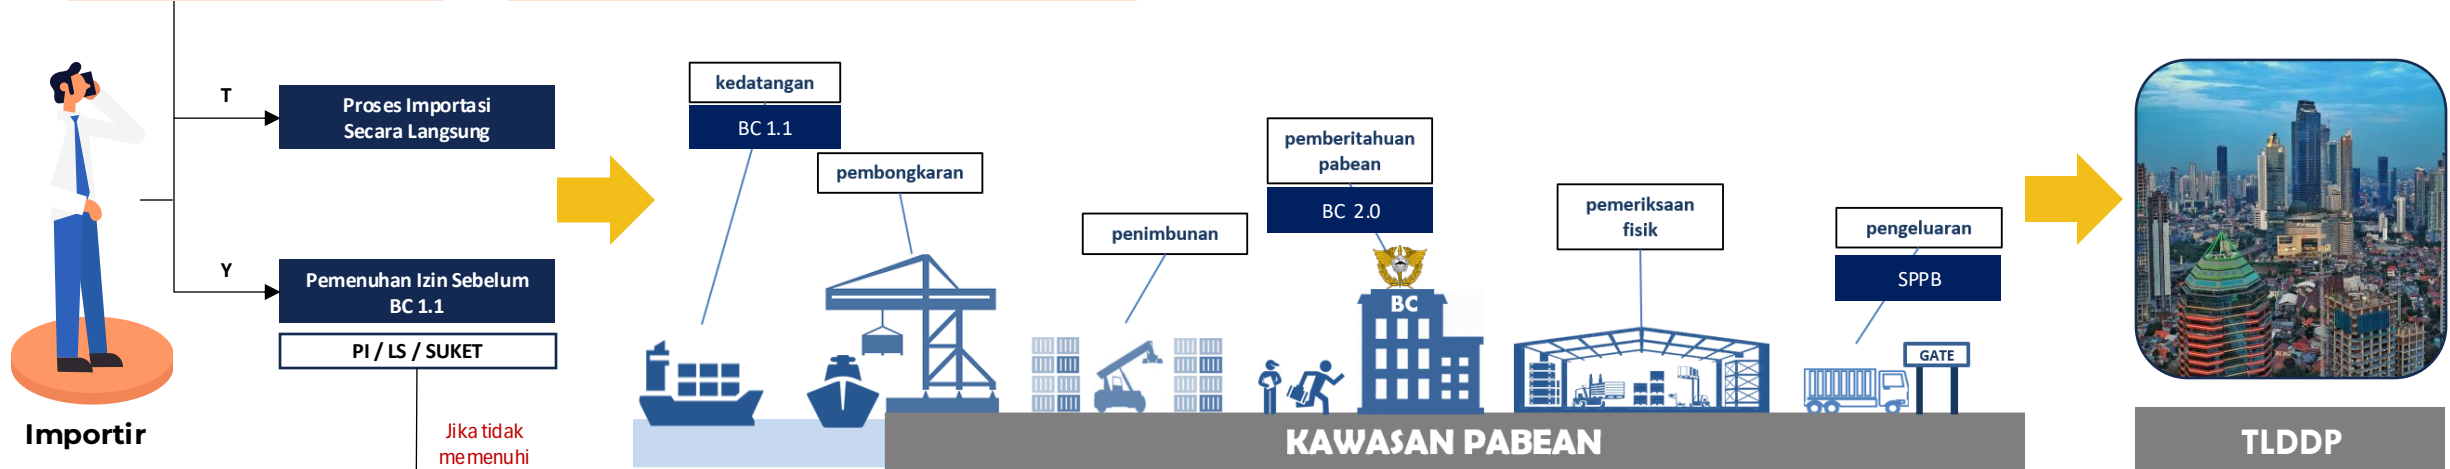 T
Proses Importasi
Secara Langsung
Y
Pemenuhan Izin Sebelum
BC 1.1
PI / LS / SUKET
Jika tidak
memenuhi
Importir
kedatangan
BC 1.1
pembongkaran
penimbunan
pemberitahuan
pabean
BC 2.0
BC
pemeriksaan
fisik
pengeluaran
SPPB
GATE
KAWASAN PABEAN
TLDDP